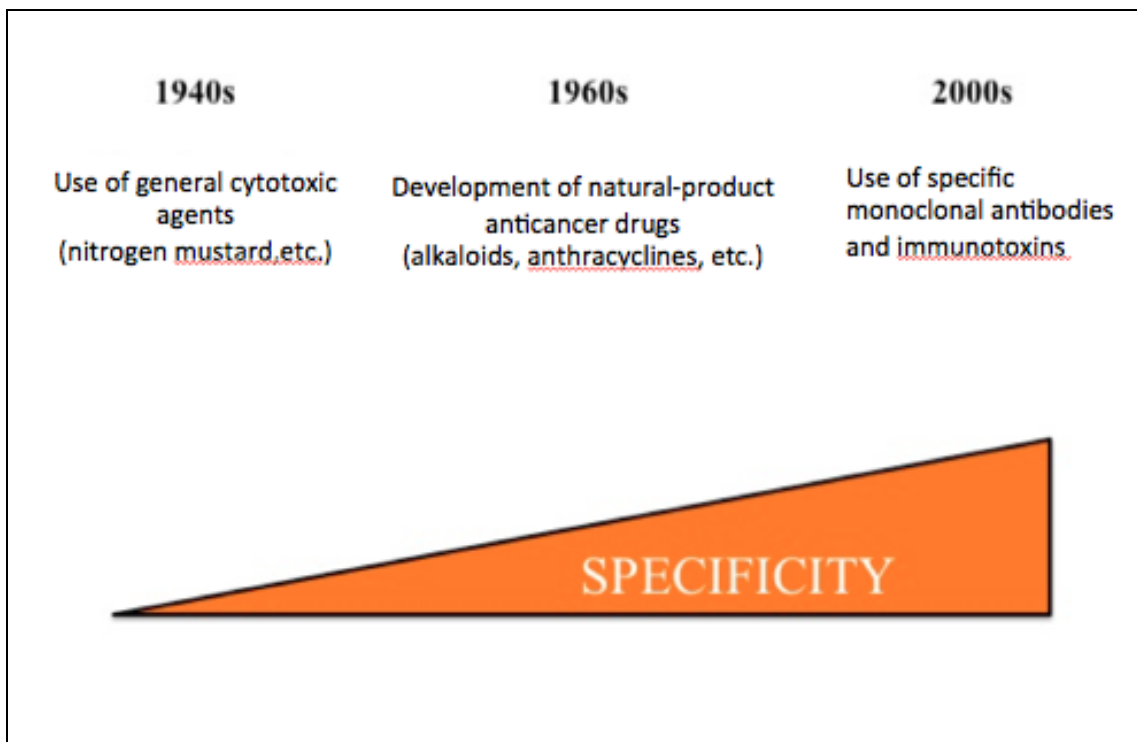 1940s
1960s
2000s
Use of general cytotoxic
agents
(nitrogen mustard,etc.)
Development of natural-product
anticancer drugs
(alkaloids, anthracyclines, etc.)
Use of specific
monoclonal antibodies
and immunotoxins
SPECIFICITY